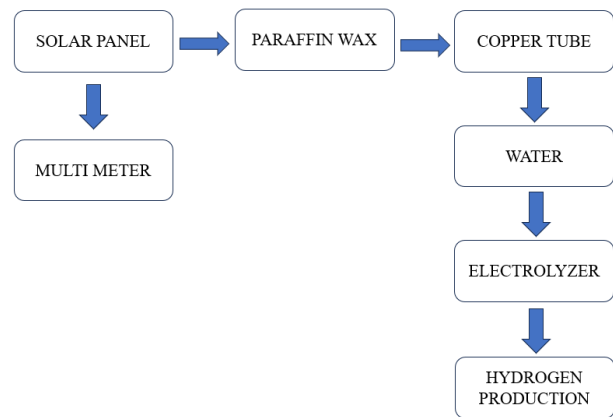 SOLAR PANEL
PARAFFIN WAX
COPPER TUBE
MULTI METER
WATER
ELECTROLYZER
HYDROGEN
PRODUCTION